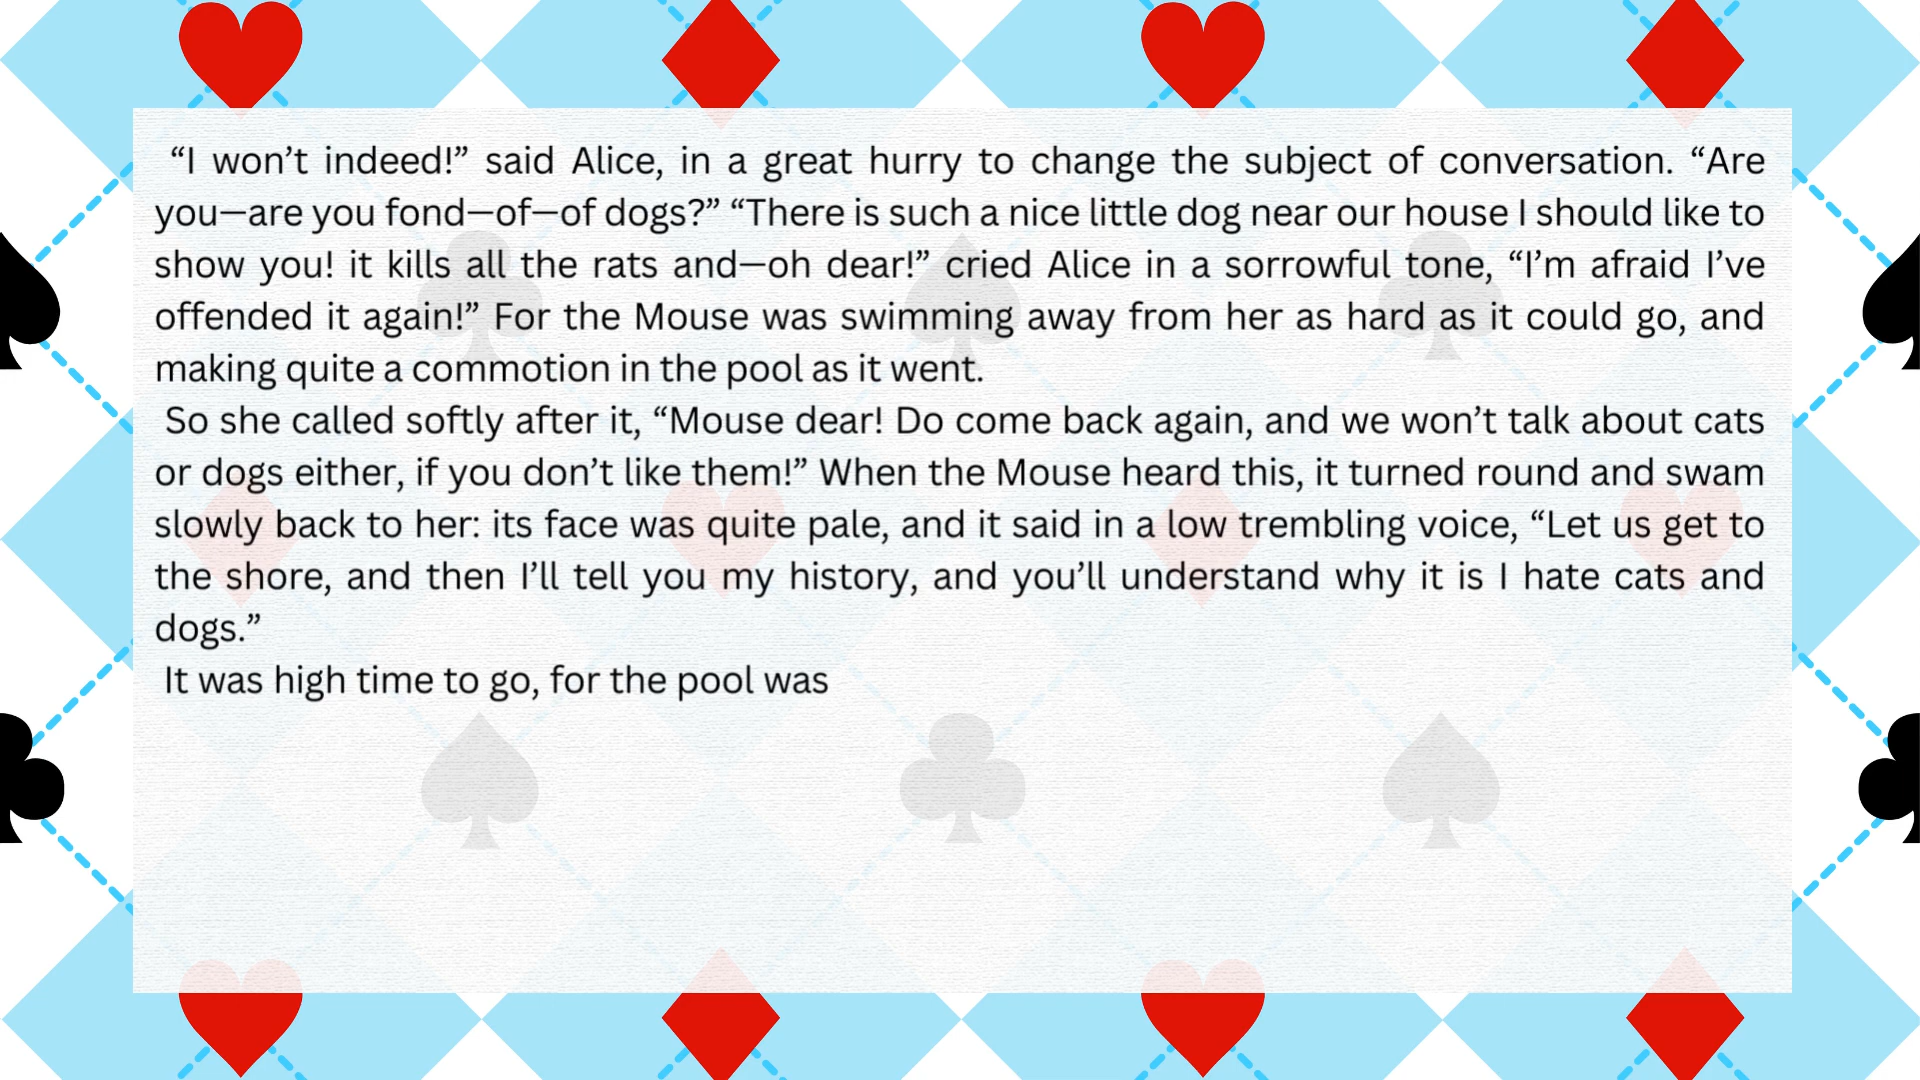 “I won’t indeed!” said Alice, in a great hurry to change the subject of conversation. “Are
you—are you fond—of—of dogs?” “There is such a nice little dog near our house I should like to
show you! it kills all the rats and—oh dear!” cried Alice in a sorrowful tone, “I’m afraid I’ve
offended it again!” For the Mouse was swimming away from her as hard as it could go, and
making quite a commotion in the pool as it went.
So she called softly after it, “Mouse dear! Do come back again, and we won’t talk about cats
or dogs either, if you don’t like them!” When the Mouse heard this, it turned round and swam
slowly back to her: its face was quite pale, and it said in a low trembling voice, “Let us get to
the shore, and then I’ll tell you my history, and you’ll understand why it is I hate cats and
dogs.”
It was high time to go, for the pool was